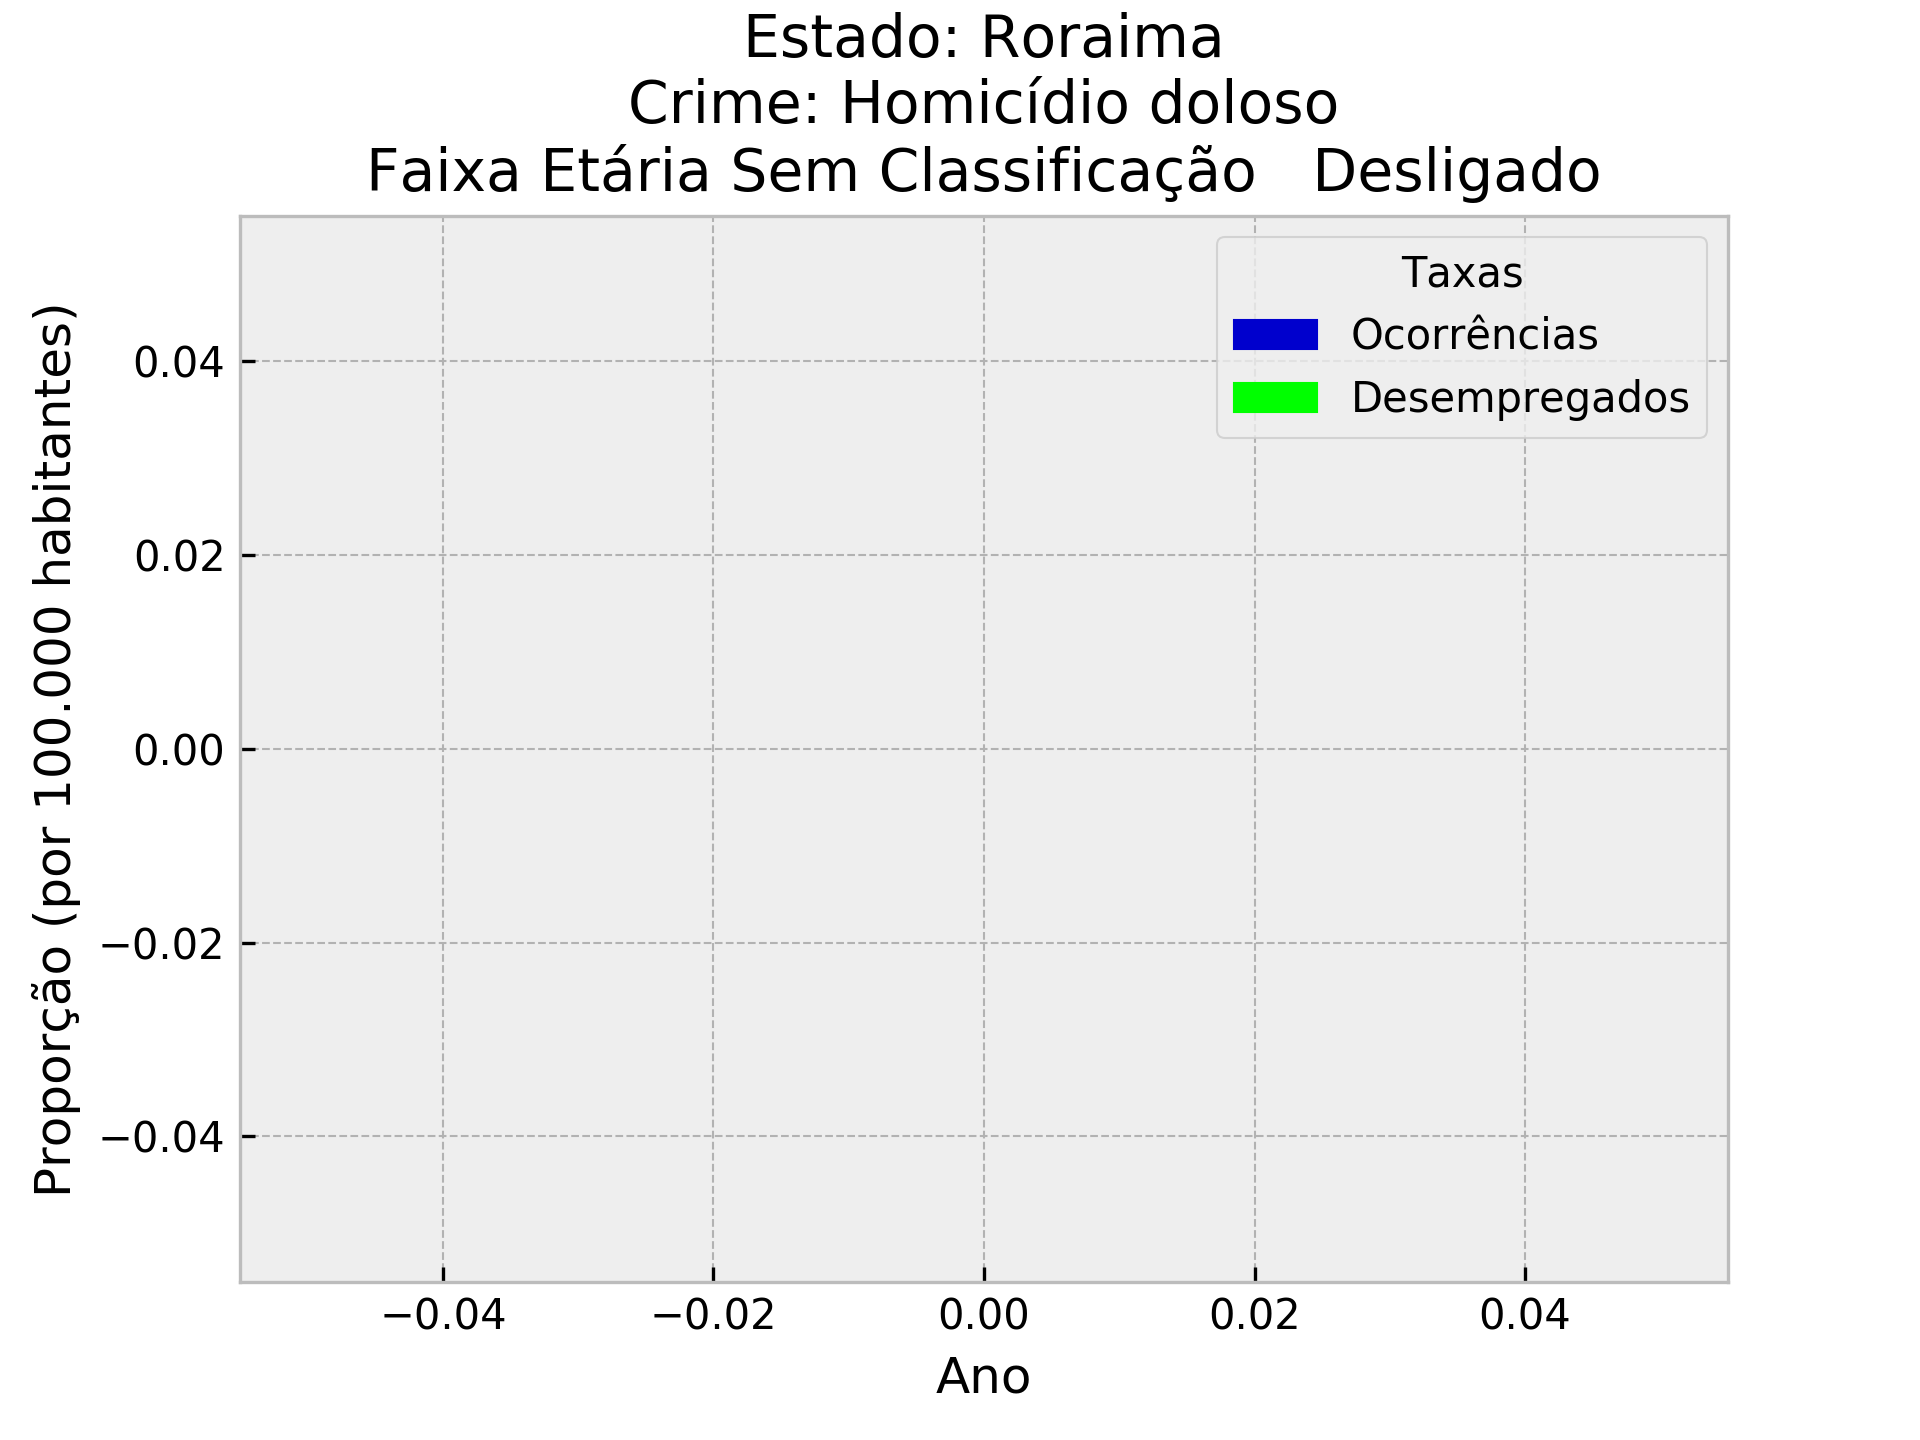 Estado: Roraima
Crime: Homicídio doloso
Faixa Etária Sem Classificação   Desligado
Taxas
Ocorrências
Desempregados
Proporção (por 100.000 habitantes)
0.04
0.02
0.00
−0.02
−0.04
−0.04 −0.02 0.00 0.02 0.04
Ano